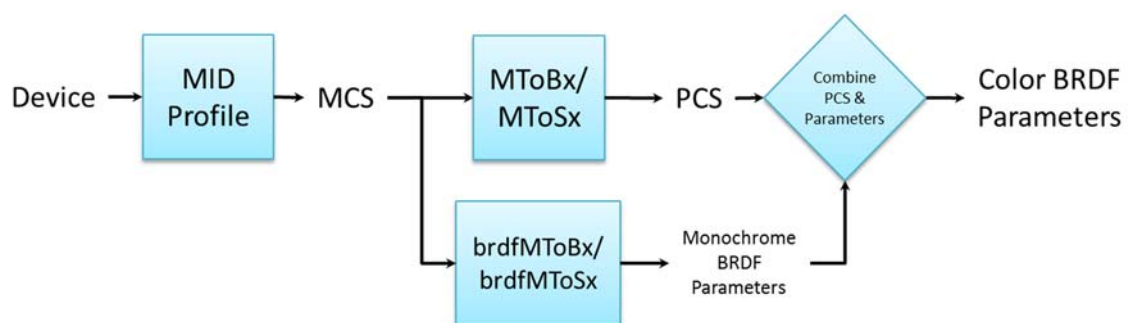 Device
MID
Profile
MCS
MToBx/
MToSx
PCS
Combine
PCS &
Parameters
Color BRDF
Parameters
brdfMToBx/
brdfMToSx
Monochrome
BRDF
Parameters